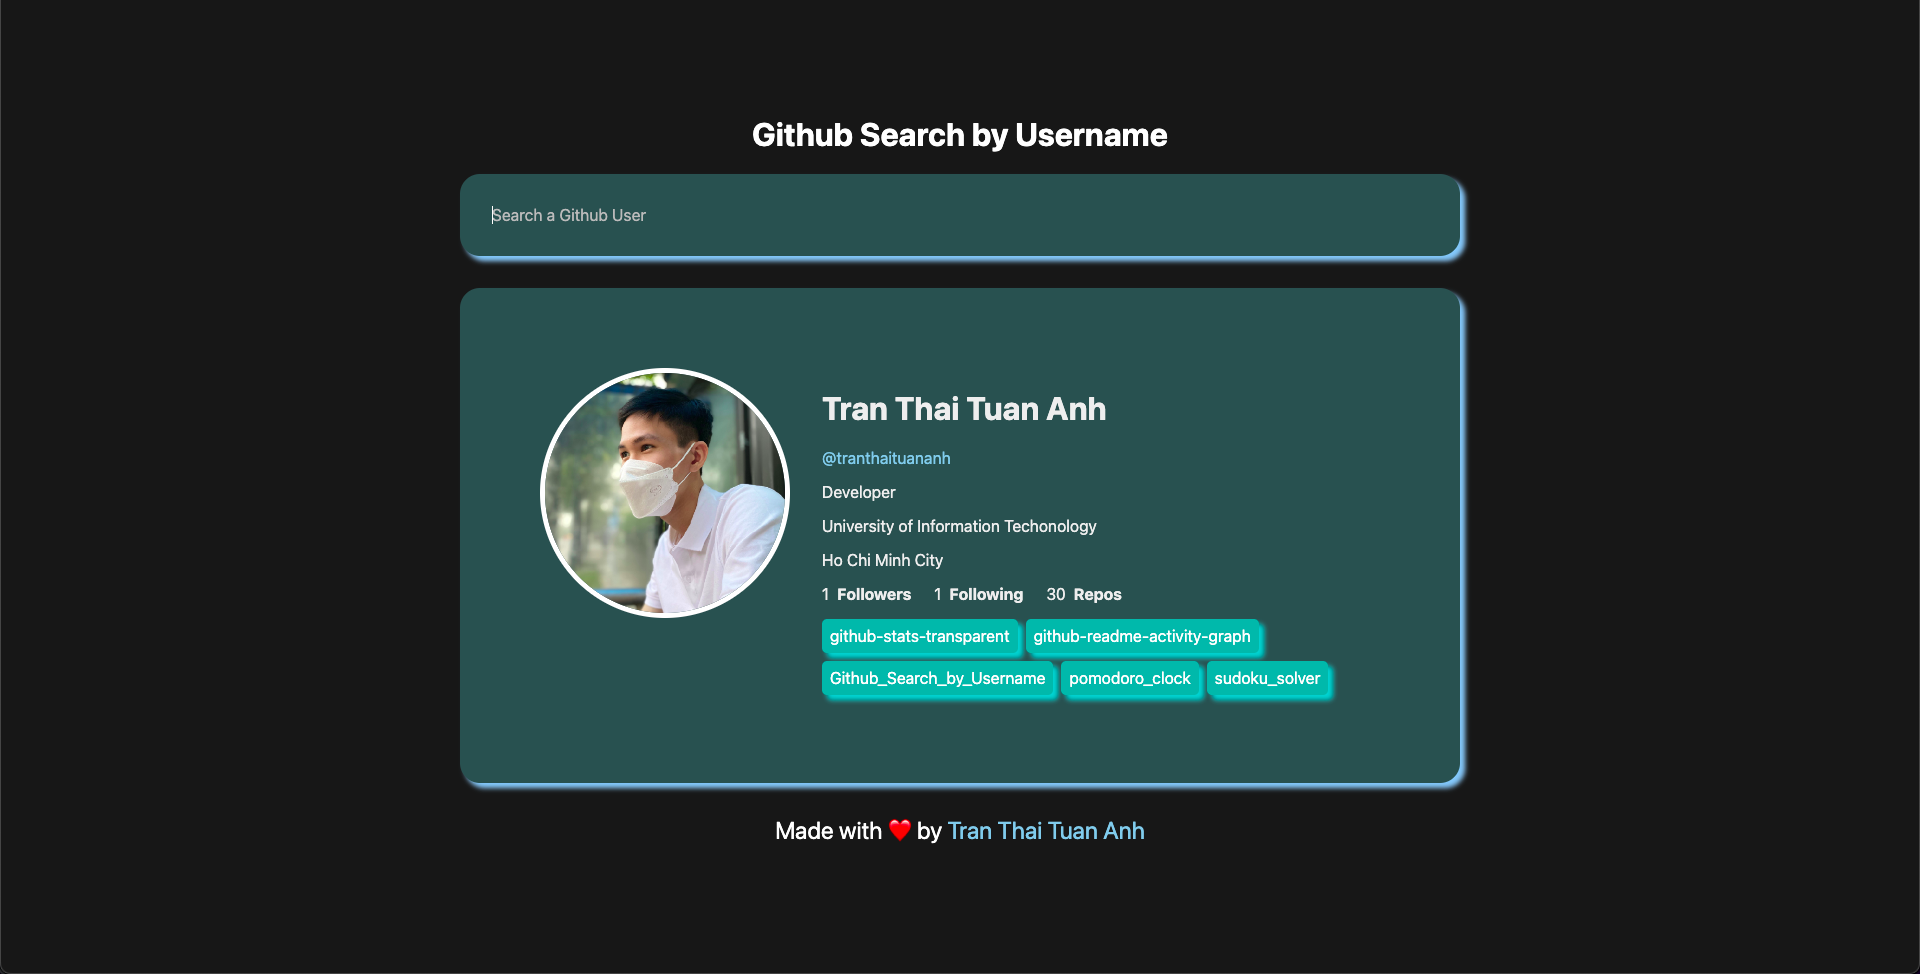 Github Search by Username
Search a Github User
Tran Thai Tuan Anh
@tranthaituananh
Developer
University of Information Techonology
Ho Chi Minh City
1 Followers 1 Following 30 Repos
github-stats-transparent github-readme-activity-graph
Github_Search_by_Username pomodoro_clock sudoku_solver
Made with ❤️ by Tran Thai Tuan Anh